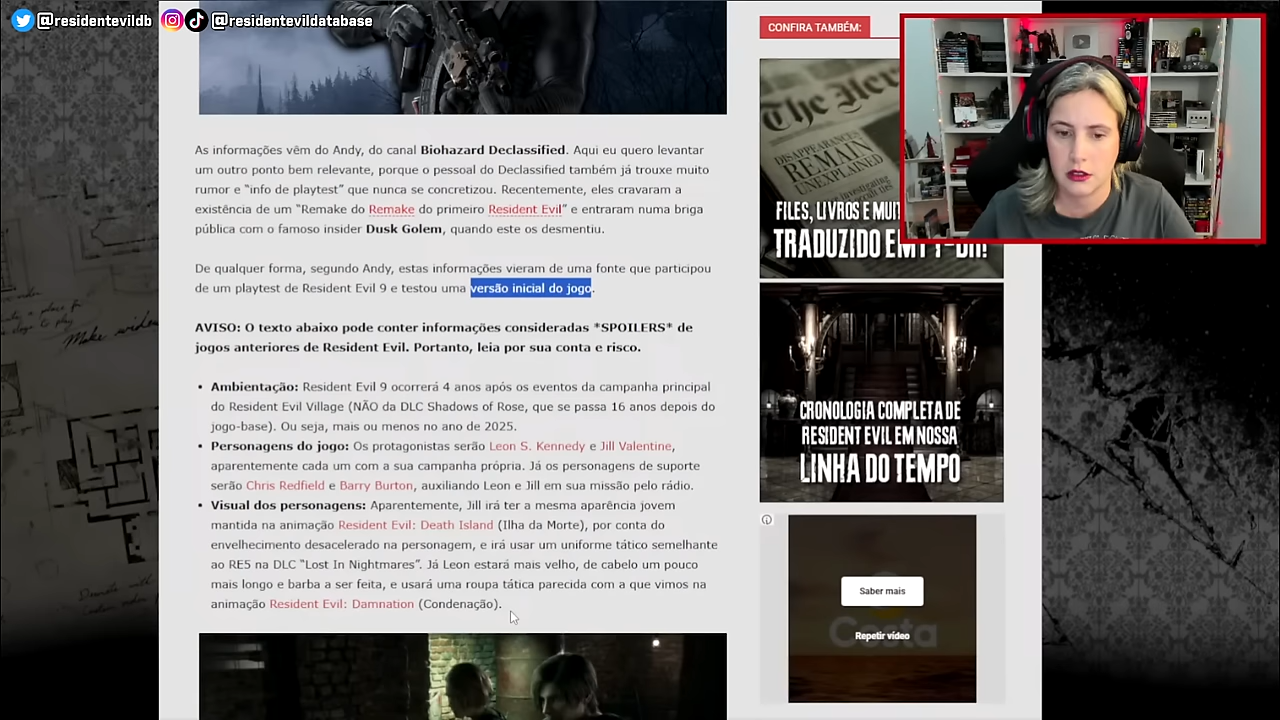 @residentevildb @residentevildatabase
As informações vêm do Andy, do canal Biohazard Declassified. Aqui eu quero levantar
um outro ponto bem relevante, porque o pessoal do Declassified também já trouxe muito
rumor e “info de playtest” que nunca se concretizou. Recentemente, eles cravaram a
existência de um “Remake do Remake do primeiro Resident Evil” e entraram numa briga
pública com o famoso insider Dusk Golem, quando este os desmentiu.
De qualquer forma, segundo Andy, estas informações vieram de uma fonte que participou
de um playtest de Resident Evil 9 e testou uma versão inicial do jogo.
AVISO: O texto abaixo pode conter informações consideradas *SPOILERS* de
jogos anteriores de Resident Evil. Portanto, leia por sua conta e risco.
• Ambientação: Resident Evil 9 ocorrerá 4 anos após os eventos da campanha principal
do Resident Evil Village (NÃO da DLC Shadows of Rose, que se passa 16 anos depois do
jogo-base). Ou seja, mais ou menos no ano de 2025.
• Personagens do jogo: Os protagonistas serão Leon S. Kennedy e Jill Valentine,
aparentemente cada um com a sua campanha própria. Já os personagens de suporte
serão Chris Redfield e Barry Burton, auxiliando Leon e Jill em sua missão pelo rádio.
• Visual dos personagens: Aparentemente, Jill irá ter a mesma aparência jovem
mantida na animação Resident Evil: Death Island (Ilha da Morte), por conta do
envelhecimento desacelerado na personagem, e irá usar um uniforme tático semelhante
ao RE5 na DLC “Lost In Nightmares”. Já Leon estará mais velho, de cabelo um pouco
mais longo e barba a ser feita, e usará uma roupa tática parecida com a que vimos na
animação Resident Evil: Damnation (Condenação).
CONFIRA TAMBÉM:
The
DISAPPEARANCES
REMAIN
UNEXPLAINED
FILES, LIVROS E
TRADUZIDO
CRONOLOGIA COMPLETA DE
RESIDENT EVIL EM NOSSA
LINHA DO TEMPO
Saber mais
Costa
Repetir vídeo
Make